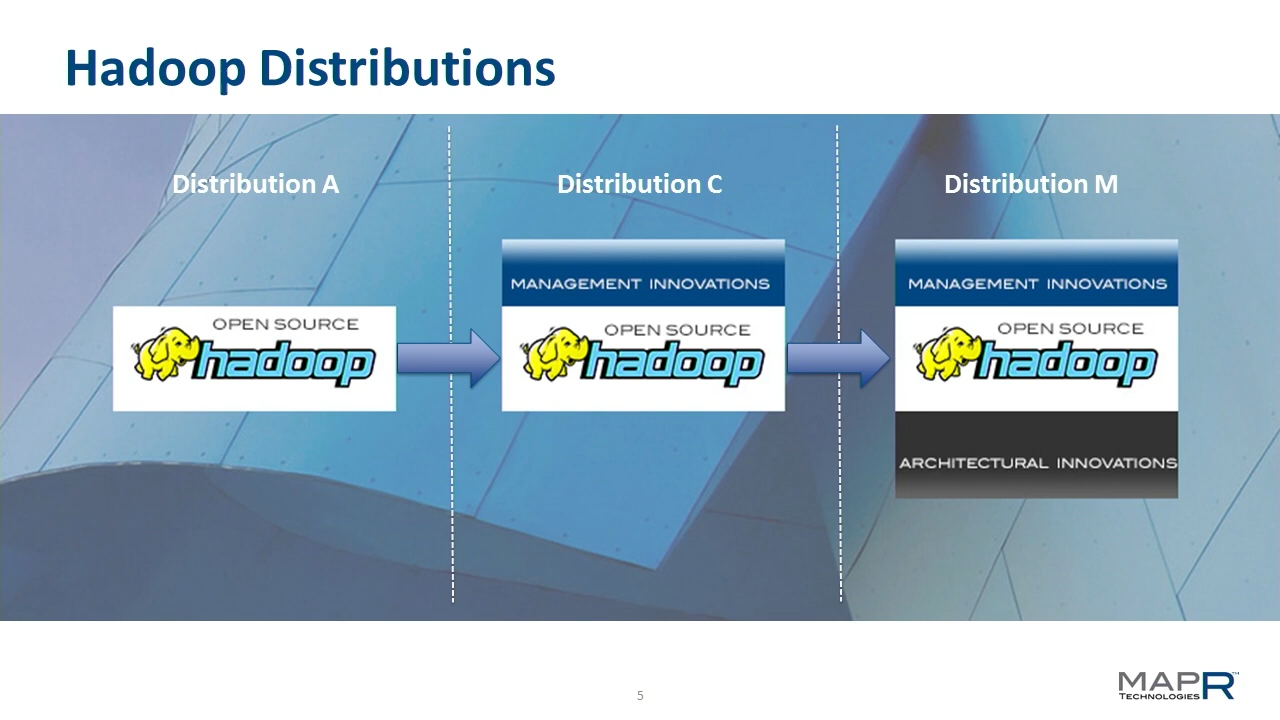 Hadoop Distributions
Distribution A
OPEN SOURCE
hadoop
Distribution C
MANAGEMENT INNOVATIONS
OPEN SOURCE
hadoop
Distribution M
MANAGEMENT INNOVATIONS
OPEN SOURCE
hadoop
ARCHITECTURAL INNOVATIONS
5
MAPR™
TECHNOLOGIES